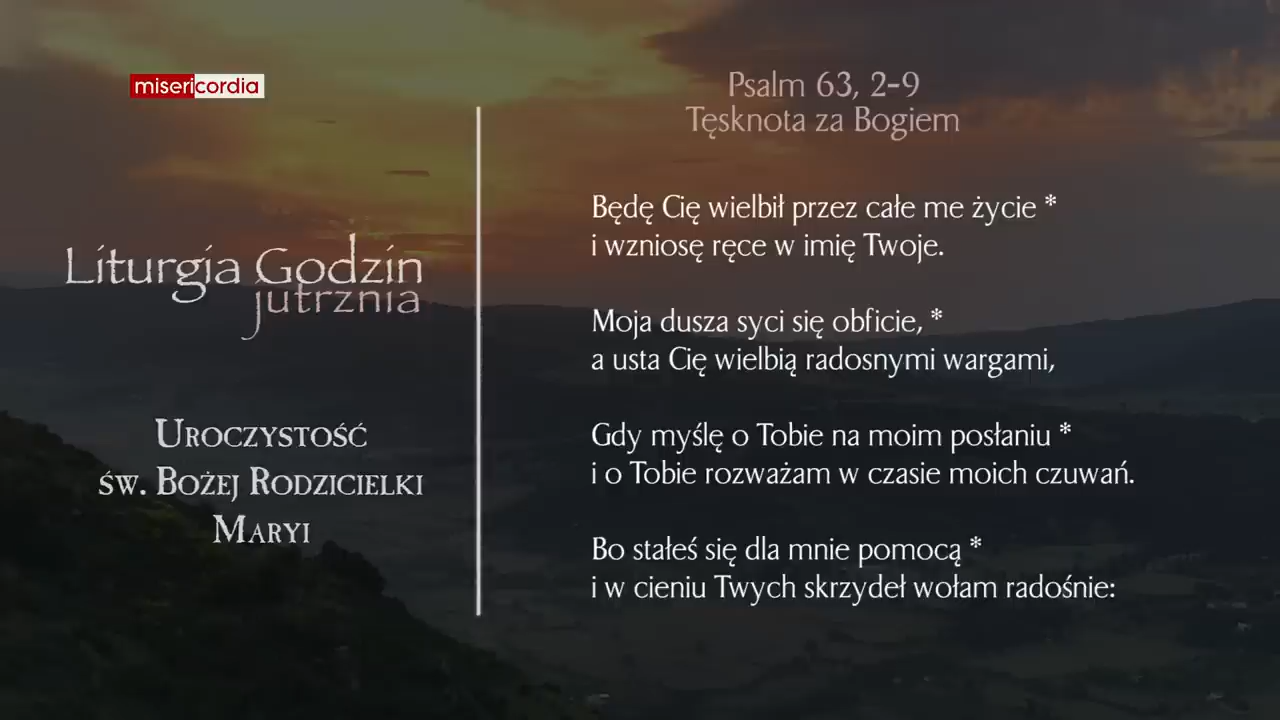 misericordia
Liturgia Godzin
jutrznia
Uroczystość
św. Bożej Rodzicielki
Maryi
Psalm 63, 2-9
Tęsknota za Bogiem
Będę Cię wielbił przez całe me życie *
i wzniosę ręce w imię Twoje.
Moja dusza syci się obficie, *
a usta Cię wielbią radosnymi wargami,
Gdy myślę o Tobie na moim posłaniu *
i o Tobie rozważam w czasie moich czuwań.
Bo stałeś się dla mnie pomocą *
i w cieniu Twych skrzydeł wołam radośnie: